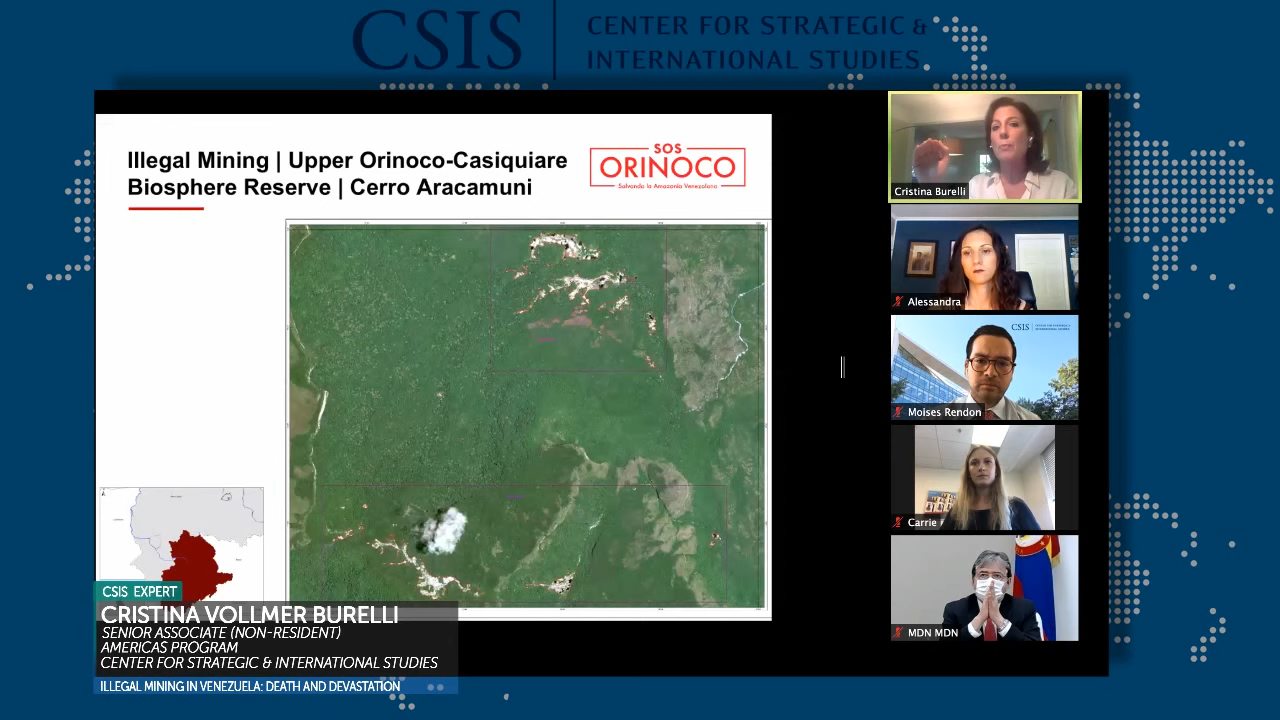 CSIS
CENTER FOR STRATEGIC &
INTERNATIONAL STUDIES
Illegal Mining | Upper Orinoco-Casiquiare
Biosphere Reserve | Cerro Aracamuni
SOS
ORINOCO
Salvando la Amazonía Venezolana
Cristina Burelli
Alessandra
CSIS
Moises Rendon
Carrie
MDN MDN
CSIS EXPERT
CRISTINA VOLLMER BURELLI
SENIOR ASSOCIATE (NON-RESIDENT)
AMERICAS PROGRAM
CENTER FOR STRATEGIC & INTERNATIONAL STUDIES
ILLEGAL MINING IN VENEZUELA: DEATH AND DEVASTATION